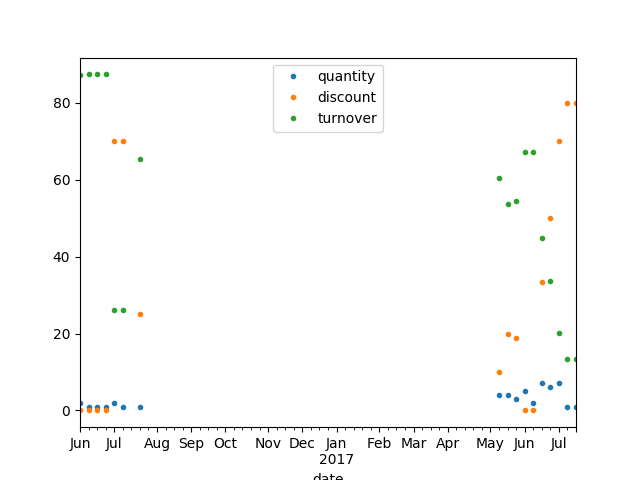 quantity
discount
turnover
80
60
40
20
0
Jun Jul Aug Sep Oct Nov Dec Jan Feb Mar Apr May Jun Jul
2017
date